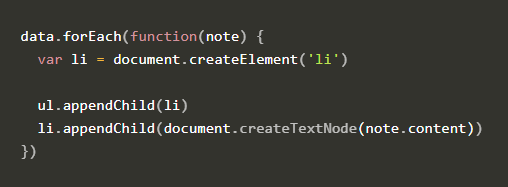 data.forEach(function(note) {
  var li = document.createElement('li')

  ul.appendChild(li)
  li.appendChild(document.createTextNode(note.content))
})